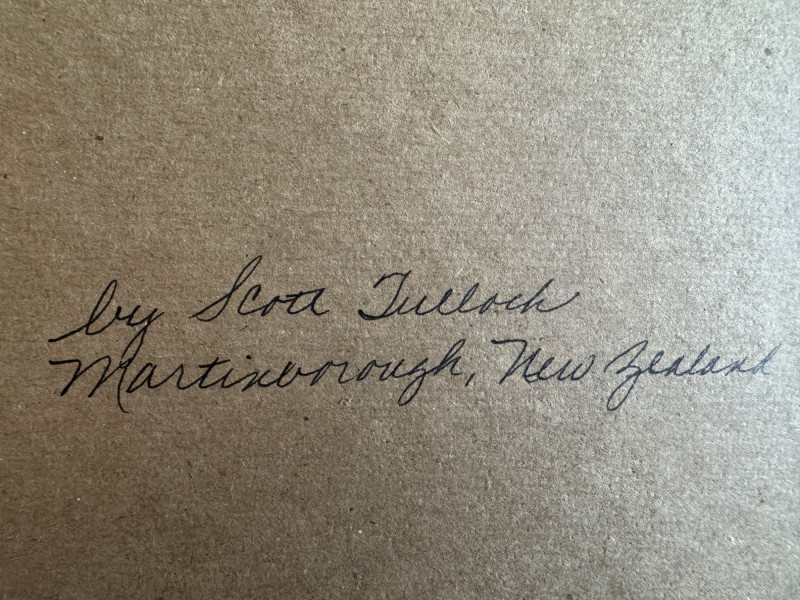 by Scott Tulloch
Martinborough, New Zealand